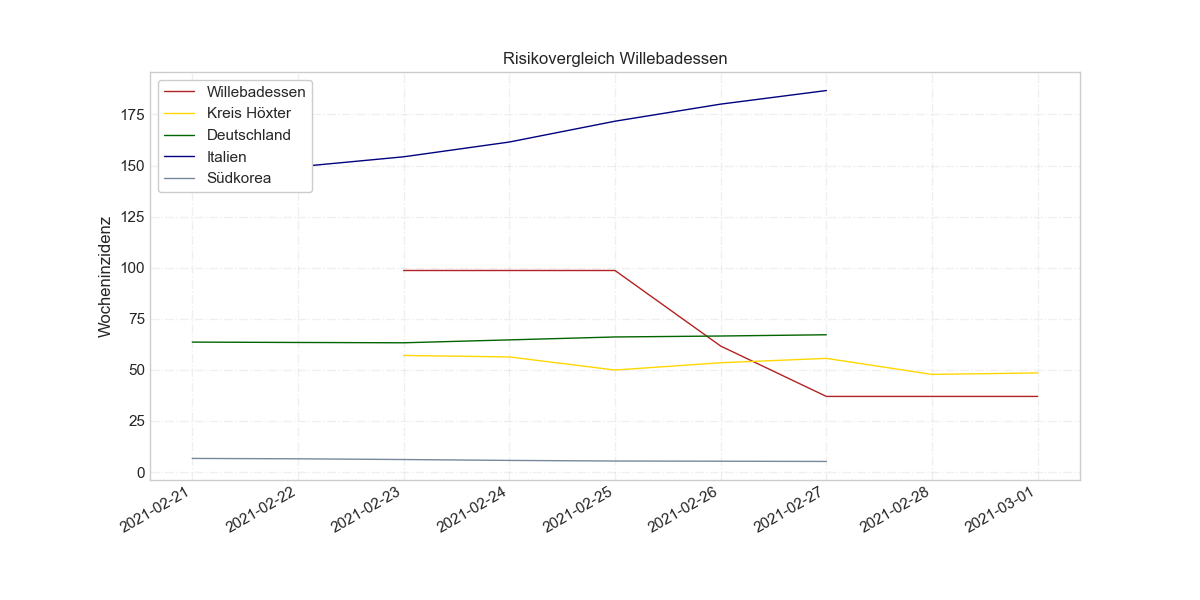 Risikovergleich Willebadessen
Willebadessen
Kreis Höxter
Deutschland
Italien
Südkorea
Wocheninzidenz
175
150
125
100
75
50
25
0
2021-02-21
2021-02-22
2021-02-23
2021-02-24
2021-02-25
2021-02-26
2021-02-27
2021-02-28
2021-03-01